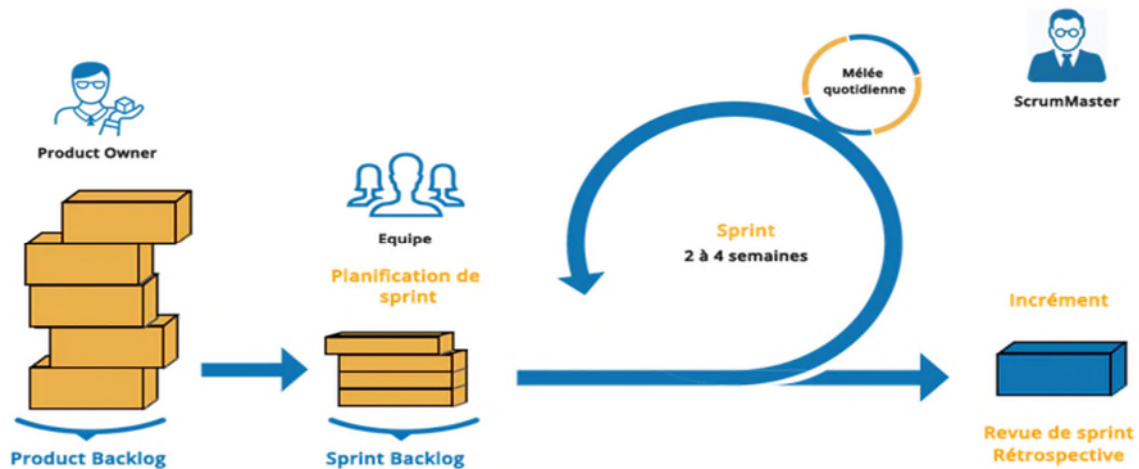 Product Owner
Product Backlog
Equipe
Planification de
sprint
Sprint Backlog
Mélée
quotidienne
Sprint
2 à 4 semaines
ScrumMaster
Incrément
Revue de sprint
Rétrospective